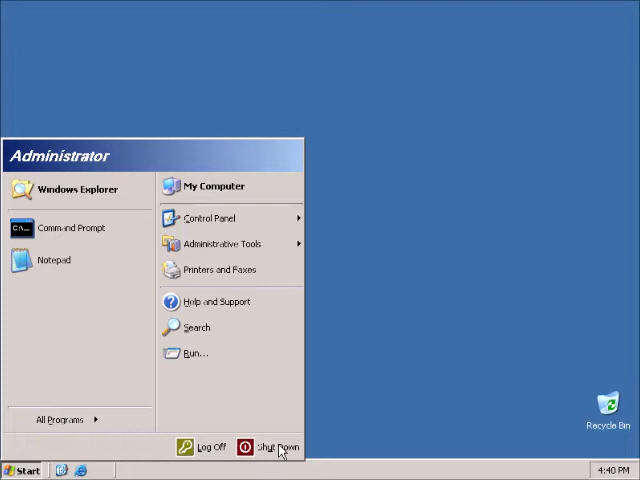 Administrator
Windows Explorer
Command Prompt
Notepad
All Programs
My Computer
Control Panel
Administrative Tools
Printers and Faxes
Help and Support
Search
Run...
Log Off
Shut Down
Recycle Bin
Start
4:40 PM